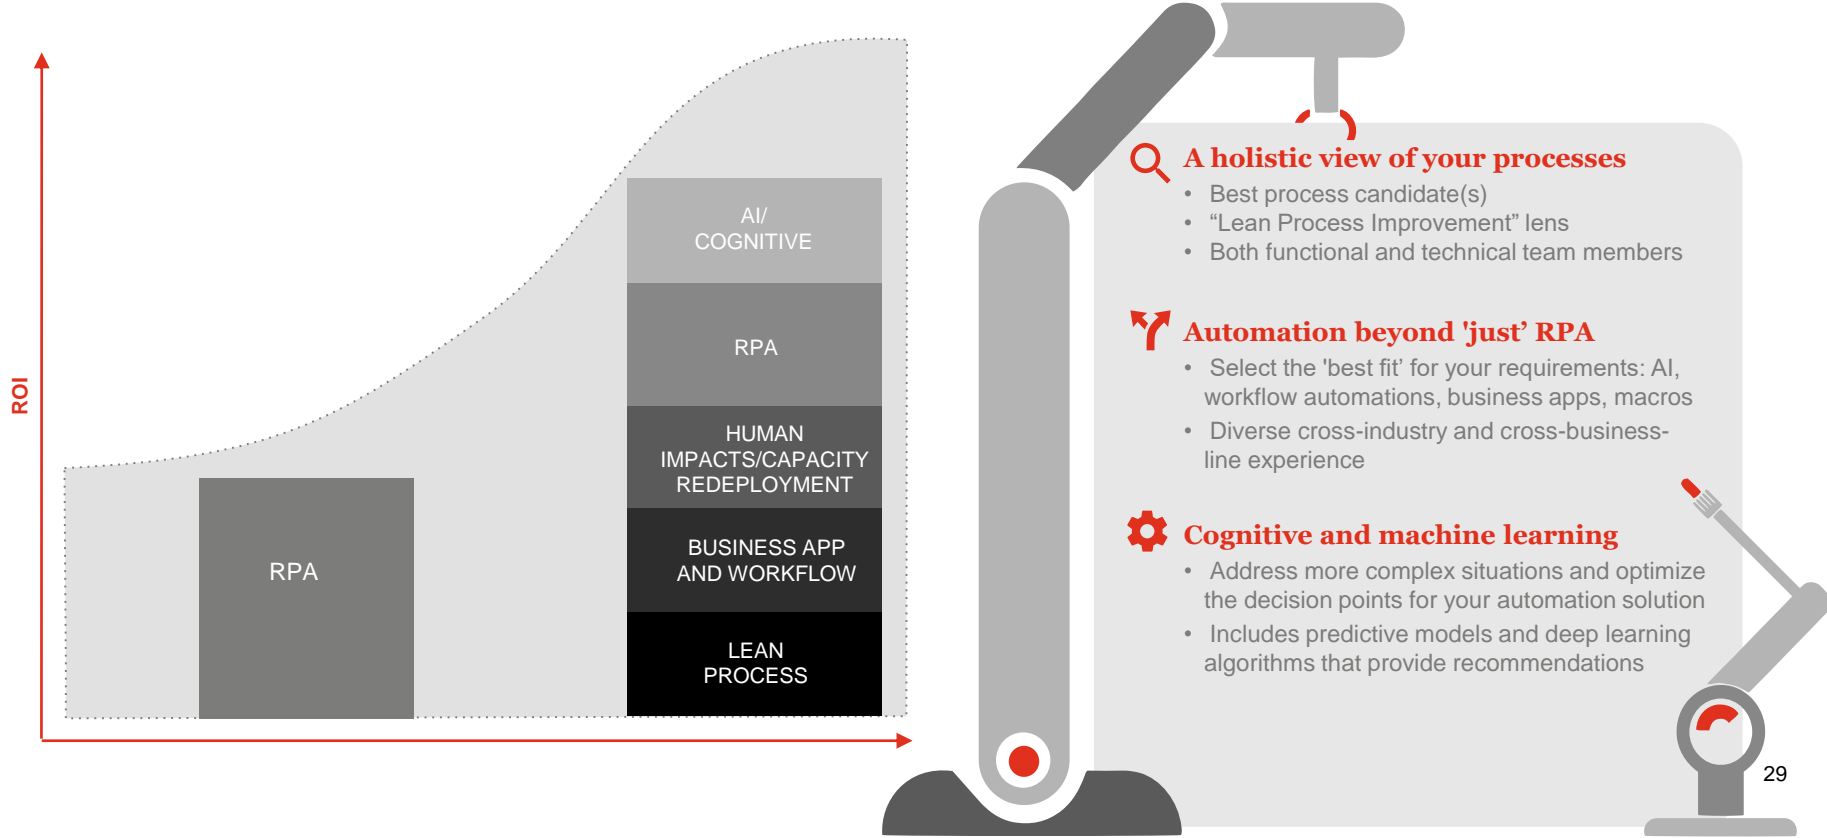 ROI
RPA
AI/
COGNITIVE
RPA
HUMAN
IMPACTS/CAPACITY
REDEPLOYMENT
BUSINESS APP
AND WORKFLOW
LEAN
PROCESS
A holistic view of your processes
• Best process candidate(s)
• “Lean Process Improvement” lens
• Both functional and technical team members
Automation beyond 'just’ RPA
• Select the 'best fit’ for your requirements: AI,
workflow automations, business apps, macros
• Diverse cross-industry and cross-business-
line experience
Cognitive and machine learning
• Address more complex situations and optimize
the decision points for your automation solution
• Includes predictive models and deep learning
algorithms that provide recommendations
29